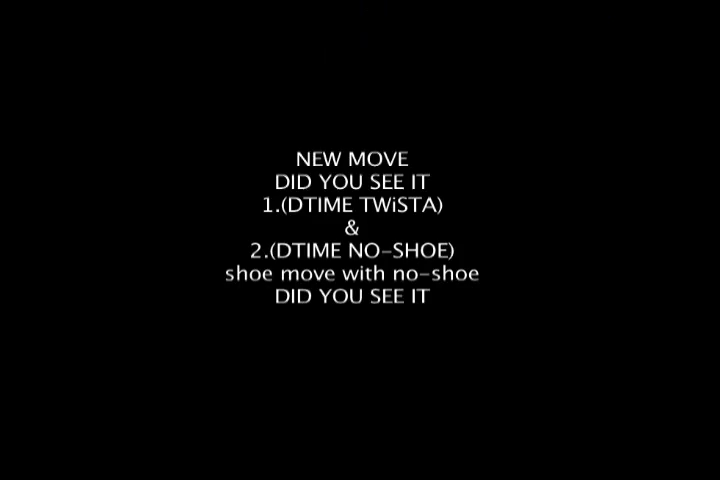 NEW MOVE
DID YOU SEE IT
1.(DTIME TWiSTA)
&
2.(DTIME NO-SHOE)
shoe move with no-shoe
DID YOU SEE IT